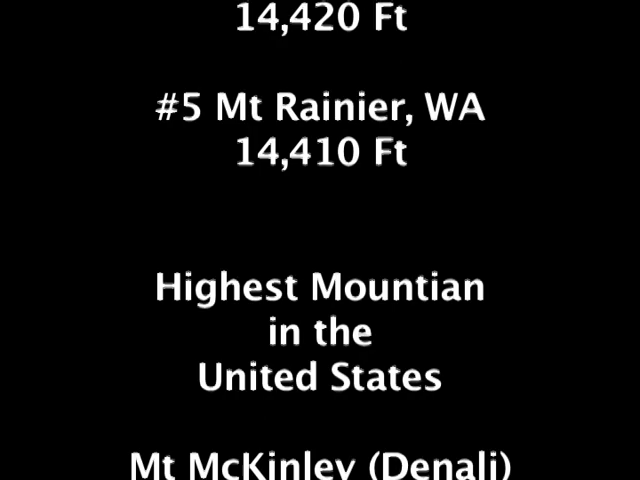 14,420 Ft
#5 Mt Rainier, WA
14,410 Ft
Highest Mountian
in the
United States
Mt McKinley (Denali)